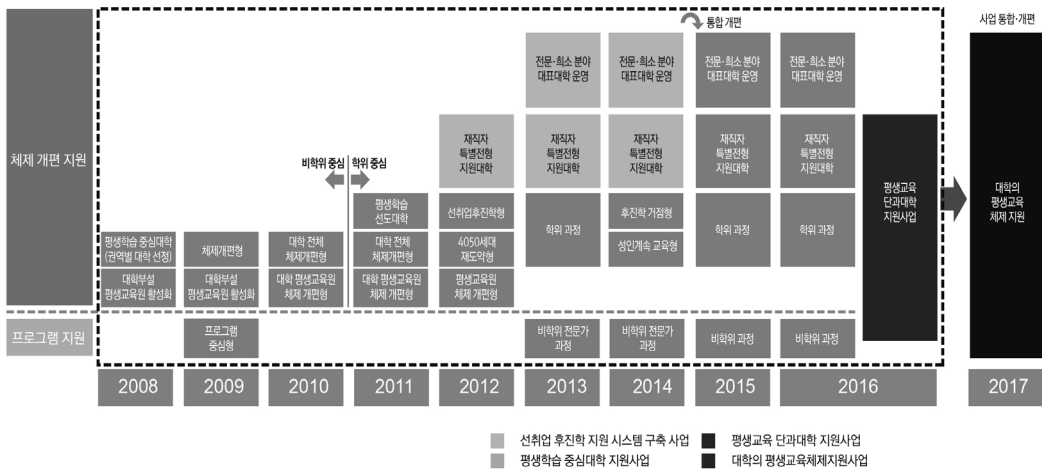 통합 개편
사업 통합·개편
체제 개편 지원
비학위 중심
학위 중심
평생학습 중심대학
(권역별 대학 선정)
대학부설
평생교육원 활성화
체제개편형
대학부설
평생교육원 활성화
대학 전체
체제개편형
대학 평생교육원
체제 개편형
평생학습
선도대학
대학 전체
체제개편형
대학 평생교육원
체제 개편형
재직자
특별전형
지원대학
선취업후진학형
4050세대
재도약형
평생교육원
체제 개편형
전문·희소 분야
대표대학 운영
재직자
특별전형
지원대학
학위 과정
전문·희소 분야
대표대학 운영
재직자
특별전형
지원대학
후진학 거점형
성인계속 교육형
전문·희소 분야
대표대학 운영
재직자
특별전형
지원대학
학위 과정
전문·희소 분야
대표대학 운영
재직자
특별전형
지원대학
학위 과정
평생교육
단과대학
지원사업
대학의
평생교육
체제 지원
프로그램 지원
프로그램
중심형
비학위 전문가
과정
비학위 전문가
과정
비학위 과정
비학위 과정
2008
2009
2010
2011
2012
2013
2014
2015
2016
2017
선취업 후진학 지원 시스템 구축 사업
평생교육 단과대학 지원사업
평생학습 중심대학 지원사업
대학의 평생교육체제지원사업